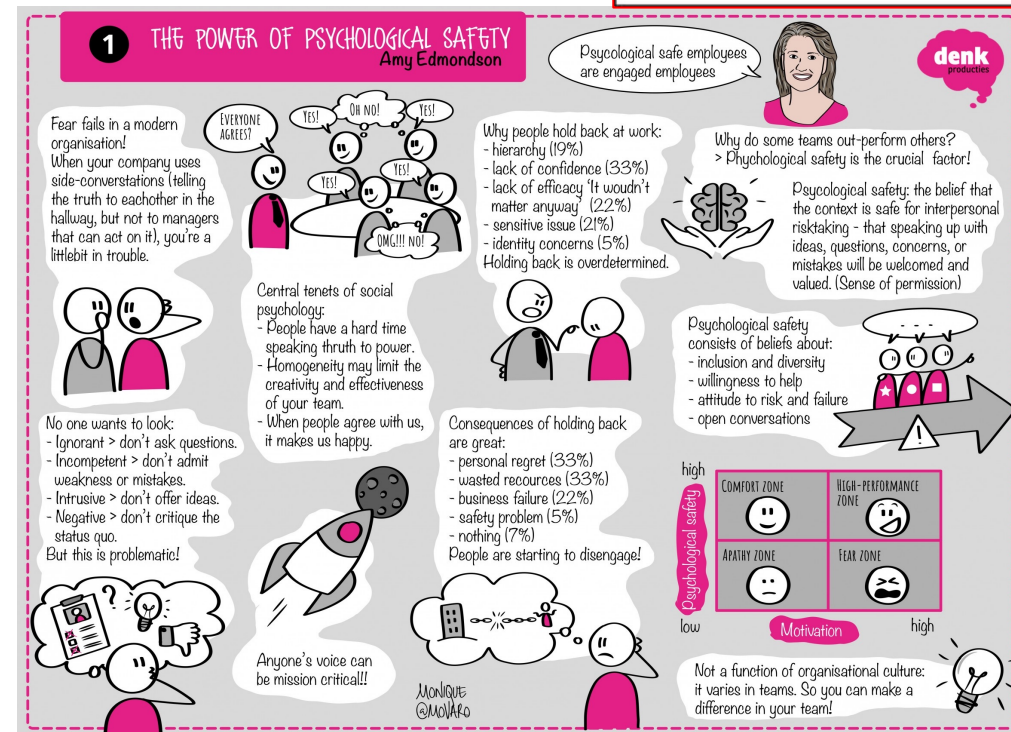 1
THE POWER OF PSYCHOLOGICAL SAFETY
Amy Edmondson
Psycological safe employees
are engaged employees
denk
producties
Fear fails in a modern
organisation!
When your company uses
side-converstations (telling
the truth to eachother in the
hallway, but not to managers
that can act on it), you're a
littlebit in trouble.
EVERYONE
AGREES?
YES!
OH NO!
YES!
YES!
YES!
OMG!!! NO!
Why people hold back at work:
- hierarchy (19%)
- lack of confidence (33%)
- lack of efficacy 'It woudn't
matter anyway' (22%)
- sensitive issue (21%)
- identity concerns (5%)
Holding back is overdetermined.
Why do some teams out-perform others?
> Phychological safety is the crucial factor!
Psycological safety: the belief that
the context is safe for interpersonal
risktaking - that speaking up with
ideas, questions, concerns, or
mistakes will be welcomed and
valued. (Sense of permission)
Central tenets of social
psychology:
- People have a hard time
speaking thruth to power.
- Homogeneity may limit the
creativity and effectiveness
of your team.
- When people agree with us,
it makes us happy.
Psychological safety
consists of beliefs about:
- inclusion and diversity
- willingness to help
- attitude to risk and failure
- open conversations
- - -
!
No one wants to look:
- Ignorant > don't ask questions.
- Incompetent > don't admit
weakness or mistakes.
- Intrusive > don't offer ideas.
- Negative > don't critique the
status quo.
But this is problematic!
?
Consequences of holding back
are great:
- personal regret (33%)
- wasted recources (33%)
- business failure (22%)
- safety problem (5%)
- nothing (7%)
People are starting to disengage!
high
Psychological safety
low
COMFORT ZONE
HIGH-PERFORMANCE
ZONE
APATHY ZONE
FEAR ZONE
Motivation
high
Anyone's voice can
be mission critical!!
MONIQUE
@MOVARO
Not a function of organisational culture:
it varies in teams. So you can make a
difference in your team!